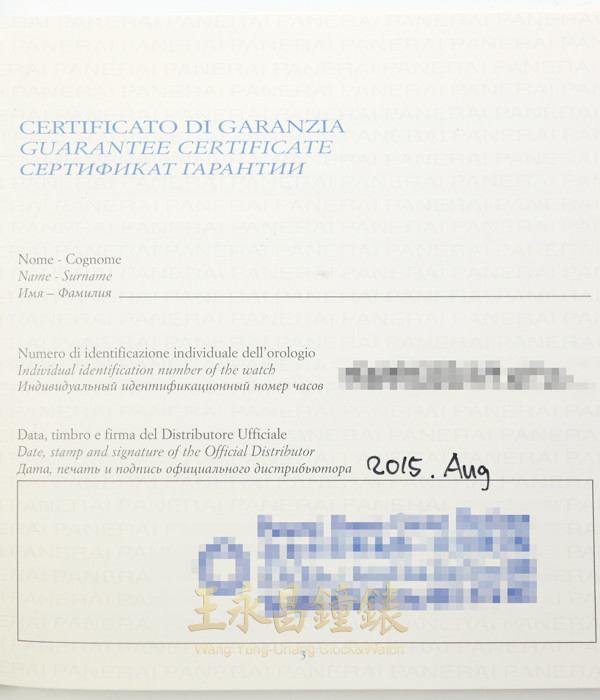 CERTIFICATO DI GARANZIA
GUARANTEE CERTIFICATE
СЕРТИФИКАТ ГАРАНТИИ
Nome - Cognome
Name - Surname
Имя – Фамилия
Numero di identificazione individuale dell'orologio
Individual identification number of the watch
Индивидуальный идентификационный номер часов
Data, timbro e firma del Distributore Ufficiale
Date, stamp and signature of the Official Distributor
Дата, печать и подпись официального дистрибьютора 2015. Aug
王永昌鐘錶
Wang Yung Chang Clock&Watch
3